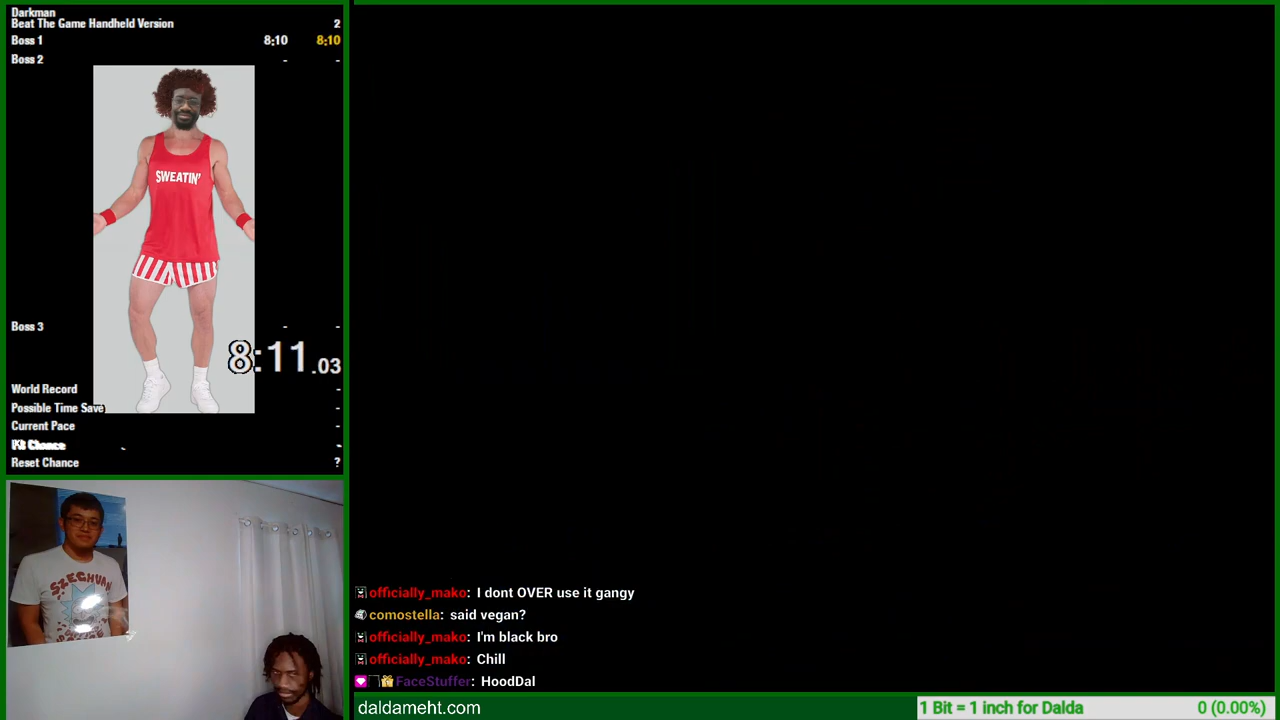 Darkman
Beat The Game Handheld Version 2
Boss 1 8:10 8:10
Boss 2 - -
SWEATIN'
Boss 3 - -
8:11.03
World Record -
Possible Time Save -
Current Pace -
Reset Chance ?
SZECHUAN
officially_mako: I dont OVER use it gangy
comostella: said vegan?
officially_mako: I'm black bro
officially_mako: Chill
FaceStuffer: HoodDal
daldameht.com
1 Bit = 1 inch for Dalda 0 (0.00%)